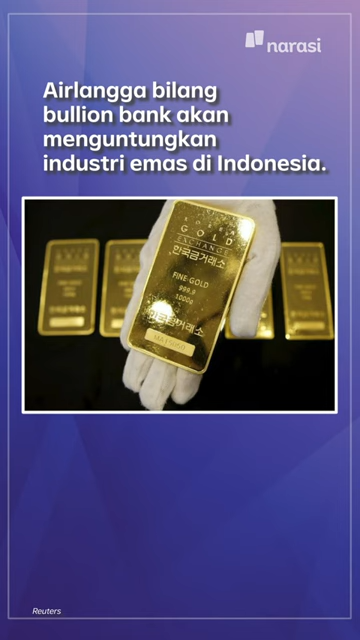 narasi
Airlangga bilang
bullion bank akan
menguntungkan
industri emas di Indonesia.
KOREA
GOLD
EXCHANGE
한국금거래소
FINE GOLD
999.9
1000g
한국금거래소
Reuters